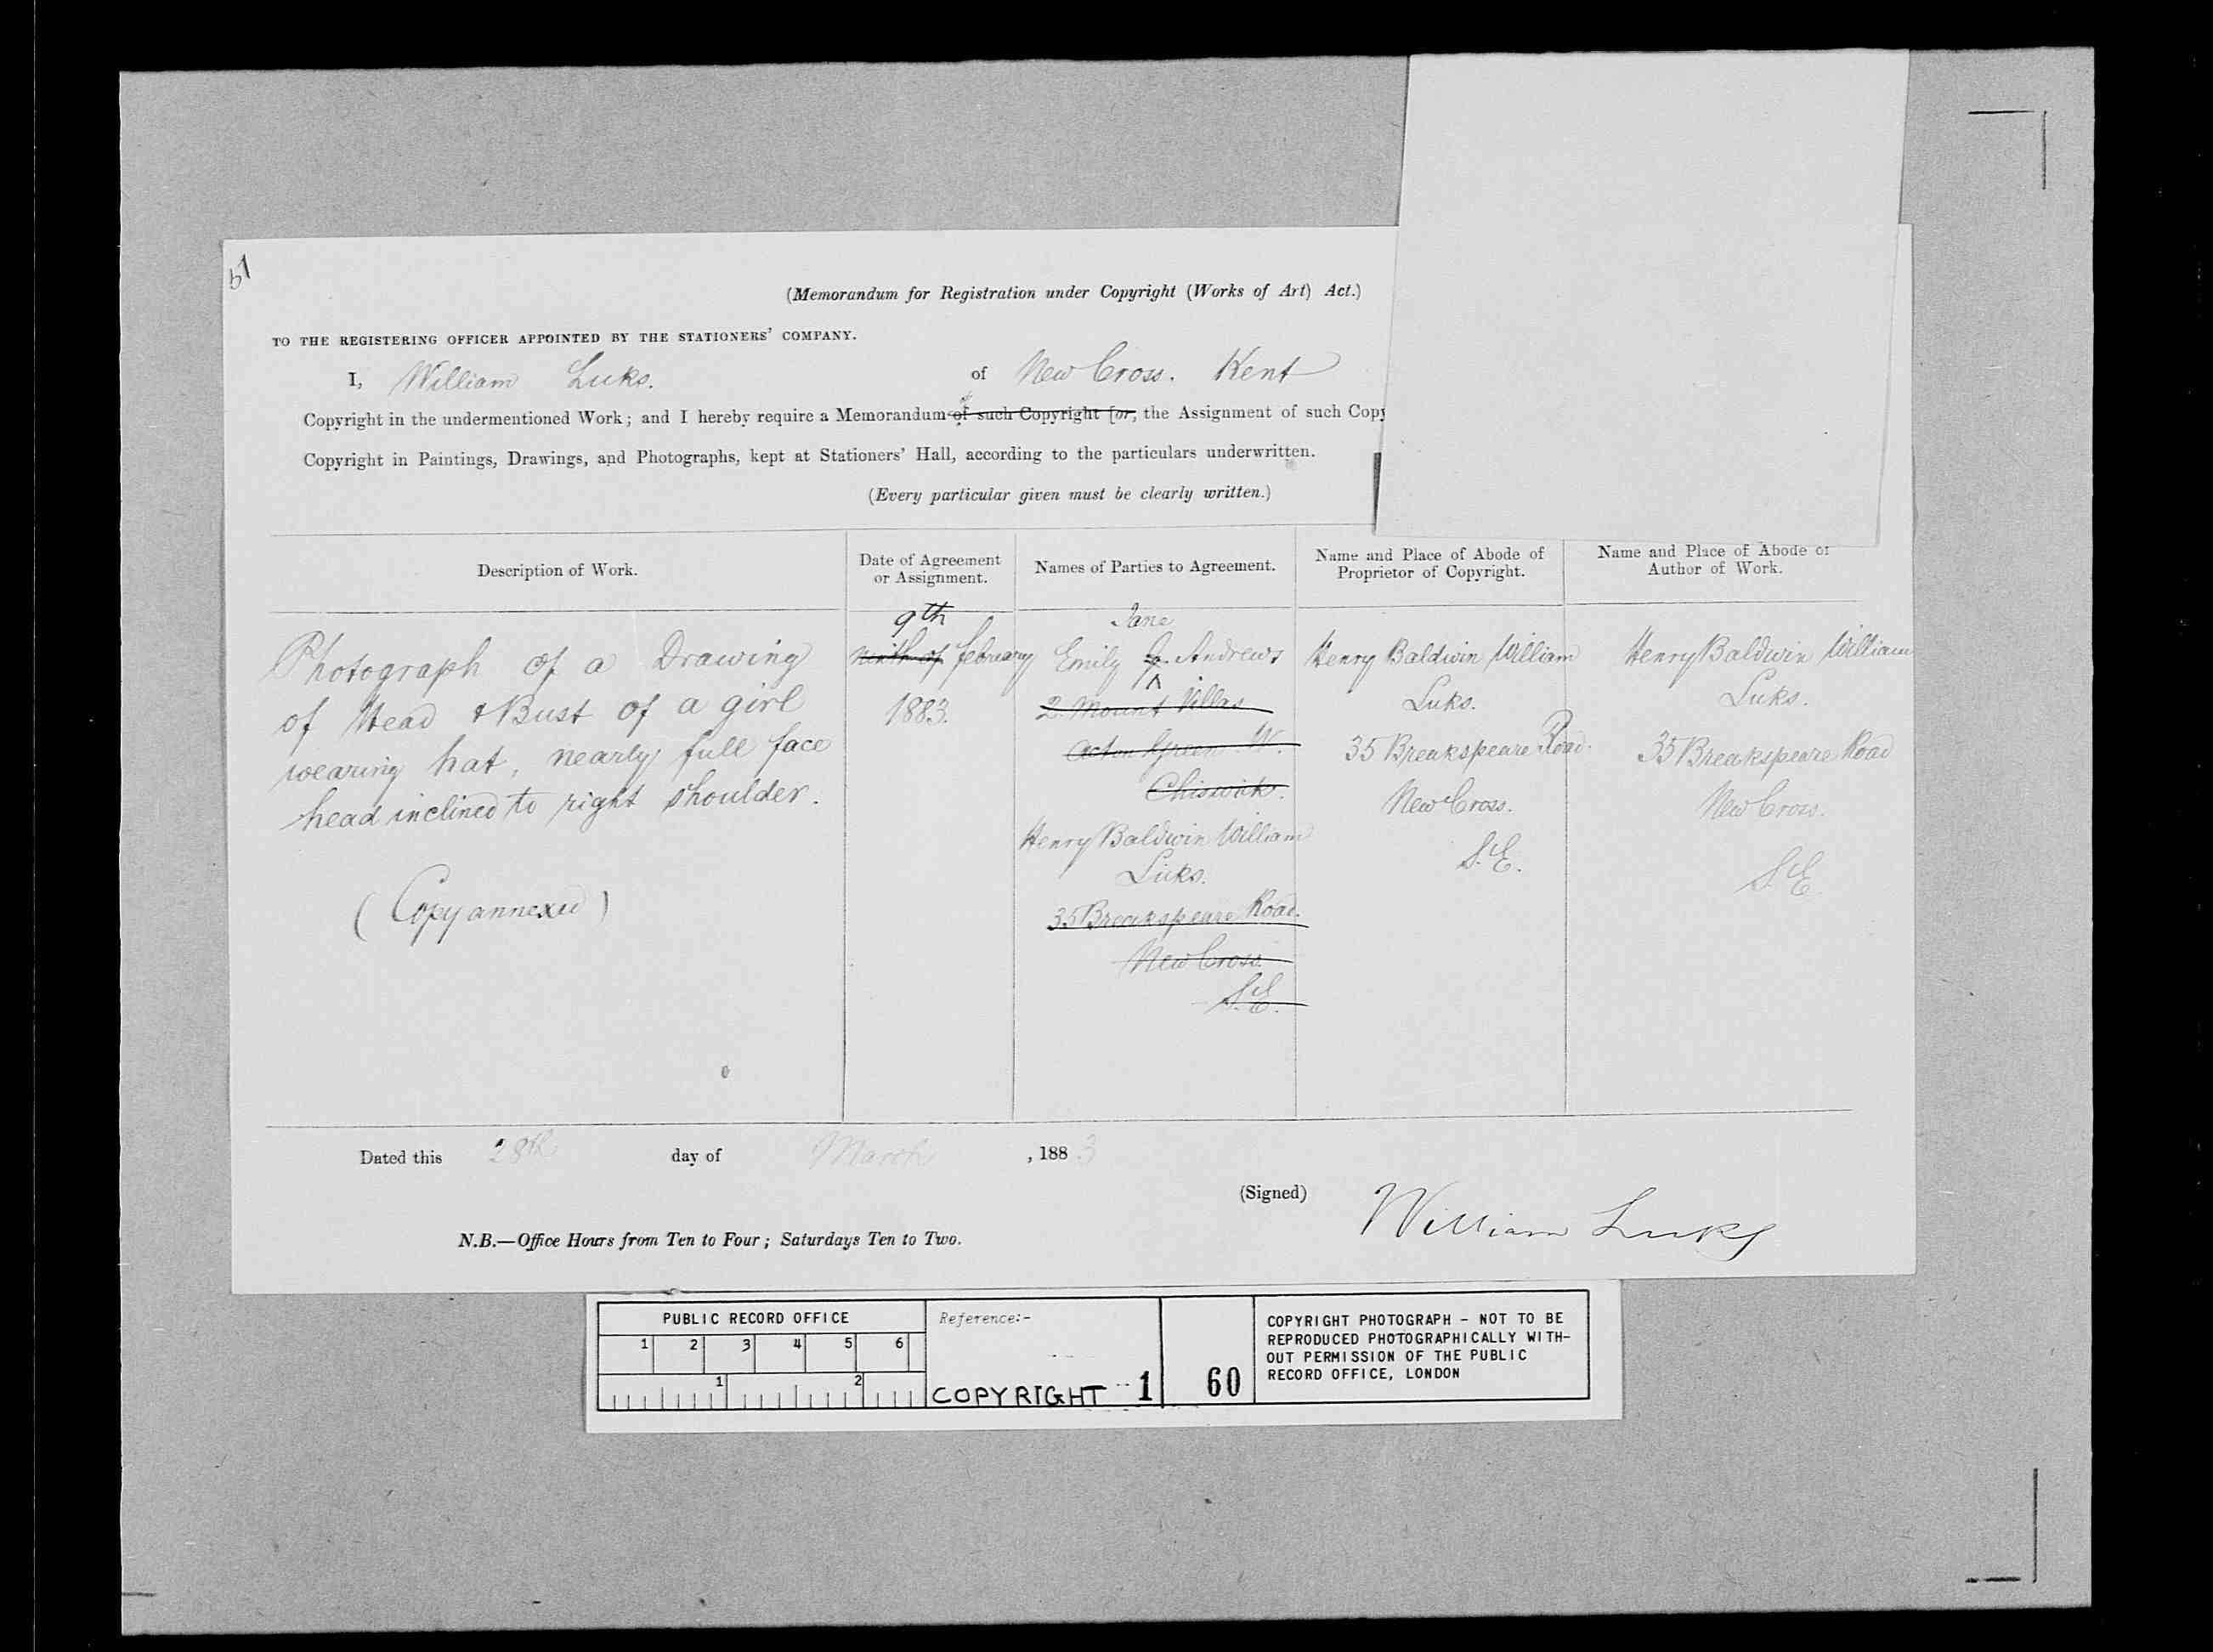 67
(Memorandum for Registration under Copyright (Works of Art) Act.)
TO THE REGISTERING OFFICER APPOINTED BY THE STATIONERS' COMPANY.
I, William Luks. of New Cross. Kent
Copyright in the undermentioned Work; and I hereby require a Memorandum of such Copyright [or, the Assignment of such Copy
Copyright in Paintings, Drawings, and Photographs, kept at Stationers' Hall, according to the particulars underwritten.
(Every particular given must be clearly written.)
Description of Work.
Photograph of a Drawing
of Head & Bust of a girl
wearing hat, nearly full face
head inclined to right shoulder.
(Copy annexed)
Date of Agreement
or Assignment.
9th
Ninth of february
1883.
Names of Parties to Agreement.
Jane
Emily J. Andrews
2. Mount Villas
Acton Green W.
Chiswick.
Henry Baldwin William
Luks.
35 Breakspeare Road.
New Cross.
S.E.
Name and Place of Abode of
Proprietor of Copyright.
Henry Baldwin William
Luks.
35 Breakspeare Road.
New Cross.
S.E.
Name and Place of Abode of
Author of Work.
Henry Baldwin William
Luks.
35 Breakspeare Road
New Cross.
S.E.
Dated this 28th day of March, 1883
(Signed) William Luks
N.B.—Office Hours from Ten to Four; Saturdays Ten to Two.
PUBLIC RECORD OFFICE
1 2 3 4 5 6
1 2
Reference:-
COPYRIGHT 1 60
COPYRIGHT PHOTOGRAPH - NOT TO BE
REPRODUCED PHOTOGRAPHICALLY WITH-
OUT PERMISSION OF THE PUBLIC
RECORD OFFICE, LONDON